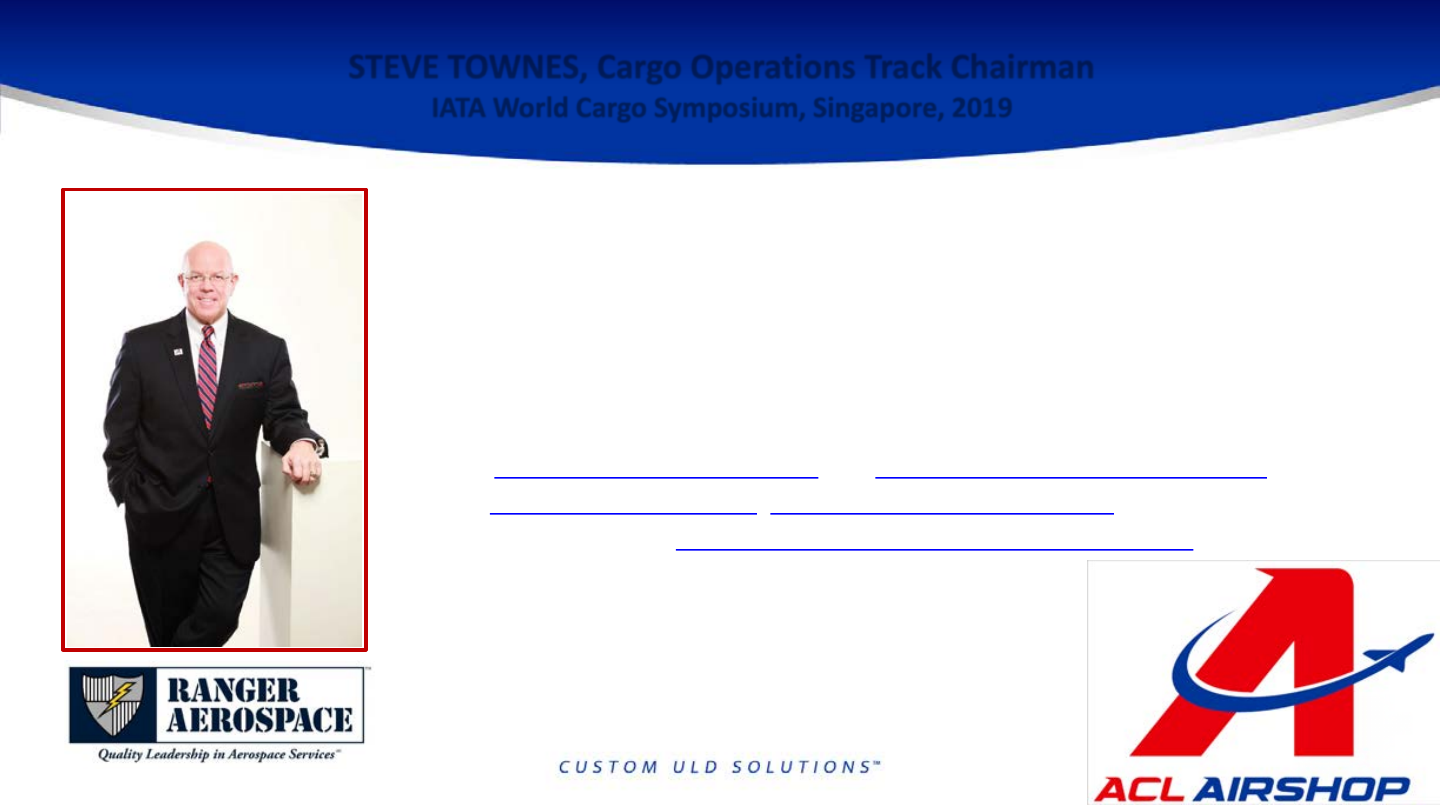 STEVE TOWNES, Cargo Operations Track Chairman
IATA World Cargo Symposium, Singapore, 2019
RANGER
AEROSPACE
Quality Leadership in Aerospace Services℠
CUSTOM ULD SOLUTIONS™
ACL AIRSHOP